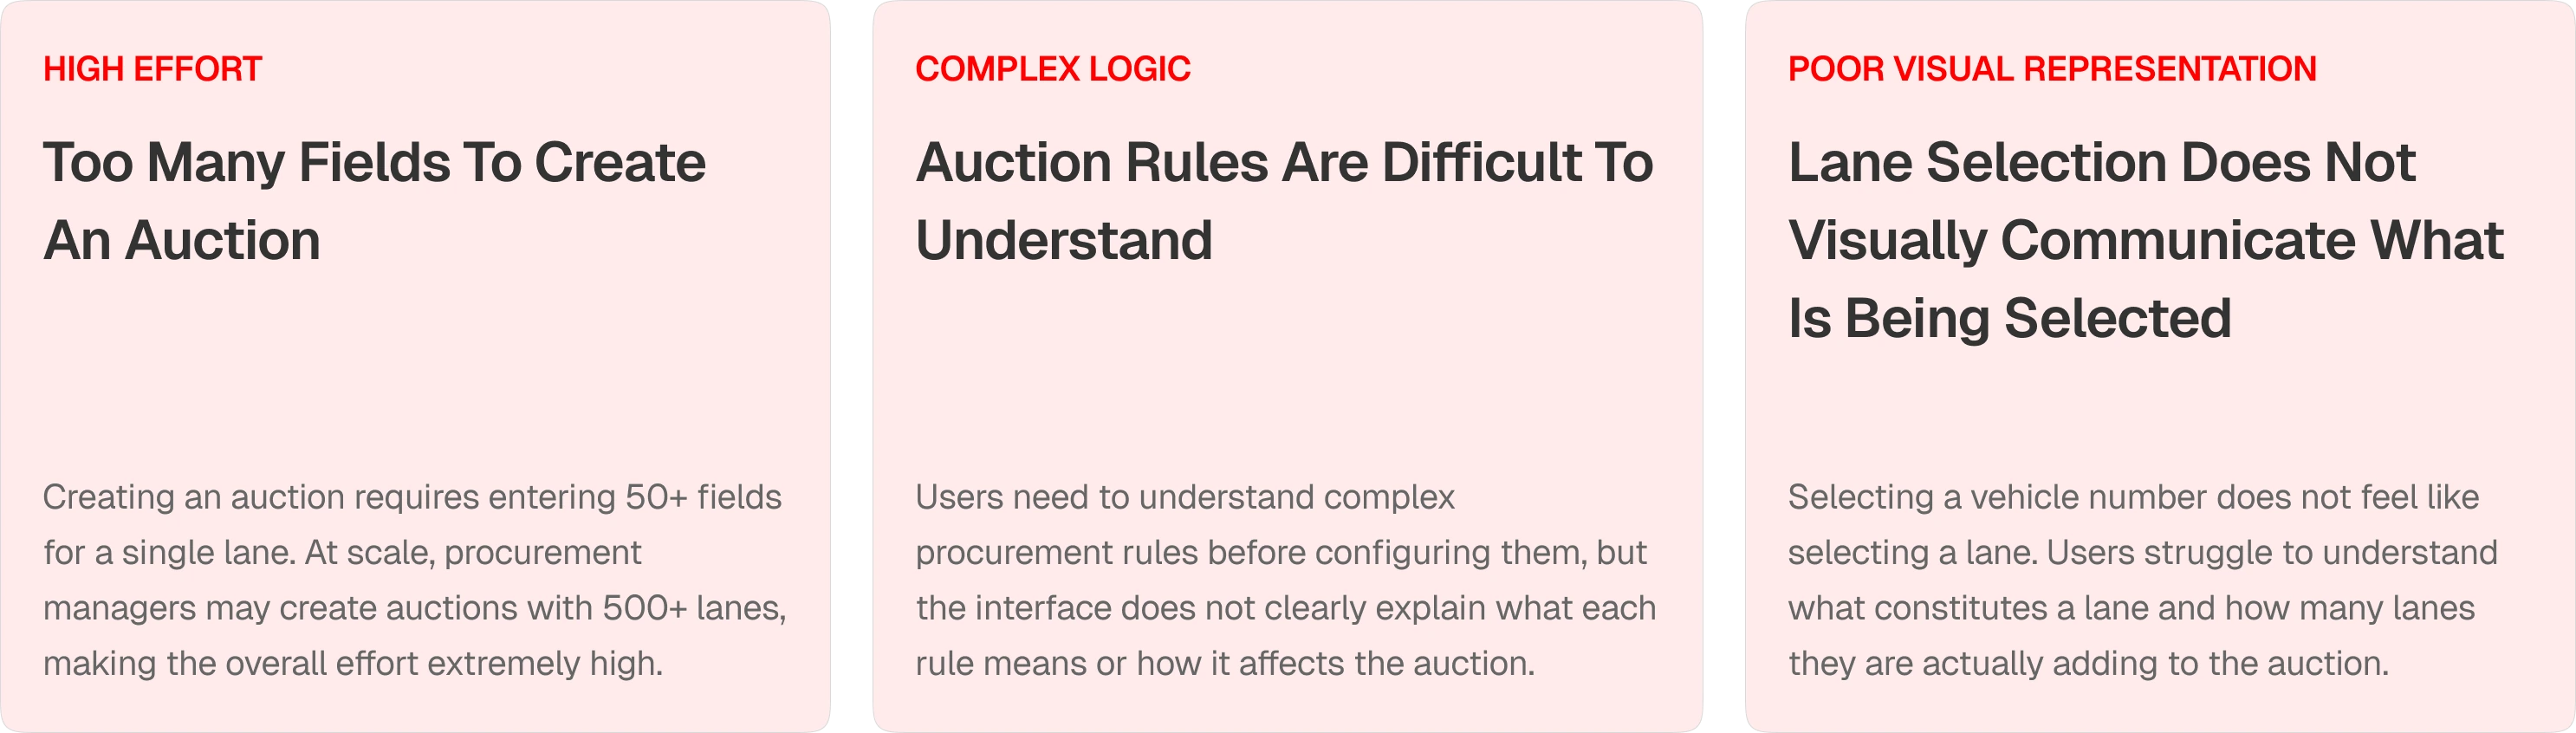 HIGH EFFORT
Too Many Fields To Create
An Auction
Creating an auction requires entering 50+ fields
for a single lane. At scale, procurement
managers may create auctions with 500+ lanes,
making the overall effort extremely high.
COMPLEX LOGIC
Auction Rules Are Difficult To
Understand
Users need to understand complex
procurement rules before configuring them, but
the interface does not clearly explain what each
rule means or how it affects the auction.
POOR VISUAL REPRESENTATION
Lane Selection Does Not
Visually Communicate What
Is Being Selected
Selecting a vehicle number does not feel like
selecting a lane. Users struggle to understand
what constitutes a lane and how many lanes
they are actually adding to the auction.